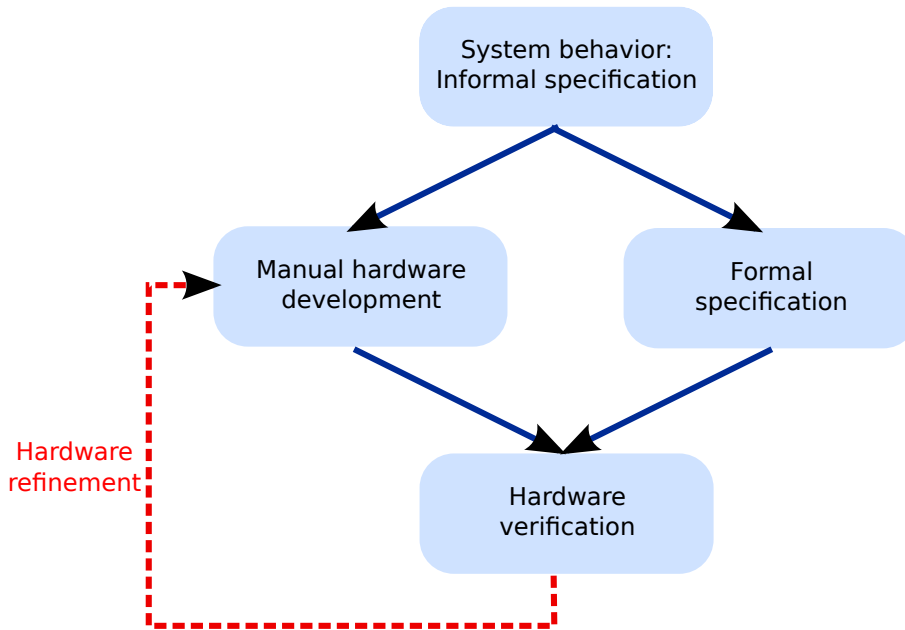 System behavior:
Informal specification
Manual hardware
development
Formal
specification
Hardware
refinement
Hardware
verification